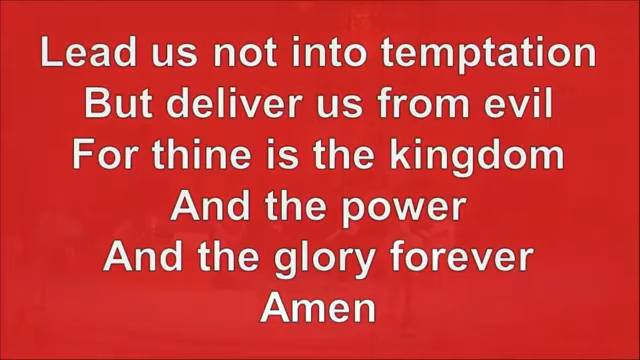 Lead us not into temptation
But deliver us from evil
For thine is the kingdom
And the power
And the glory forever
Amen